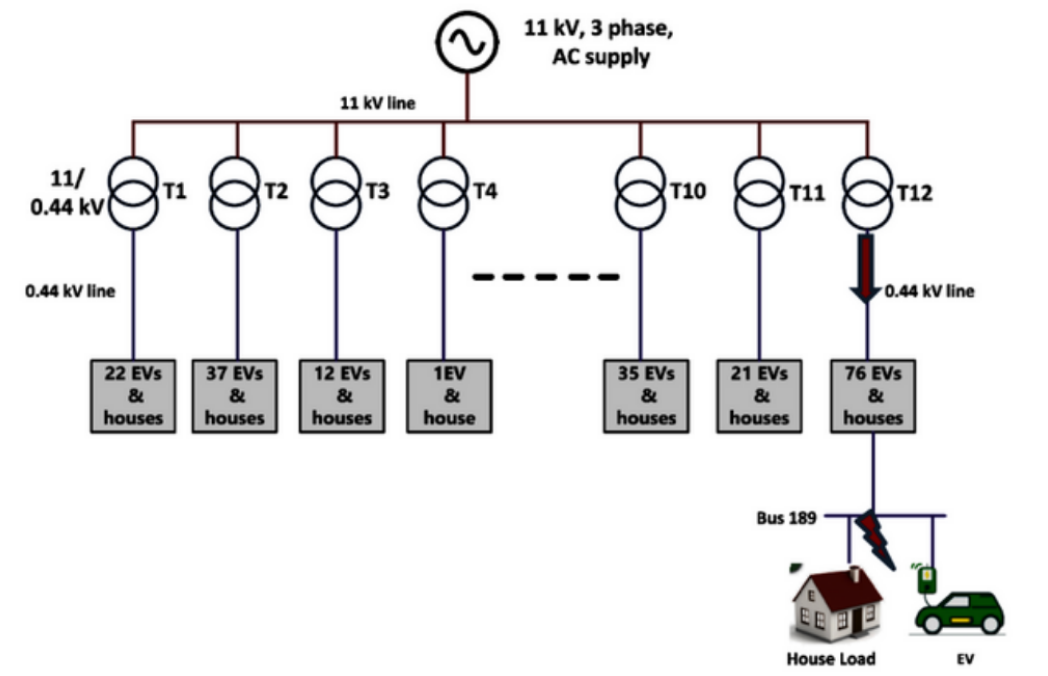 11 kV, 3 phase,
AC supply
11 kV line
11/
0.44 kV
T1
T2
T3
T4
T10
T11
T12
0.44 kV line
0.44 kV line
22 EVs
&
houses
37 EVs
&
houses
12 EVs
&
houses
1EV
&
house
35 EVs
&
houses
21 EVs
&
houses
76 EVs
&
houses
Bus 189
House Load
EV